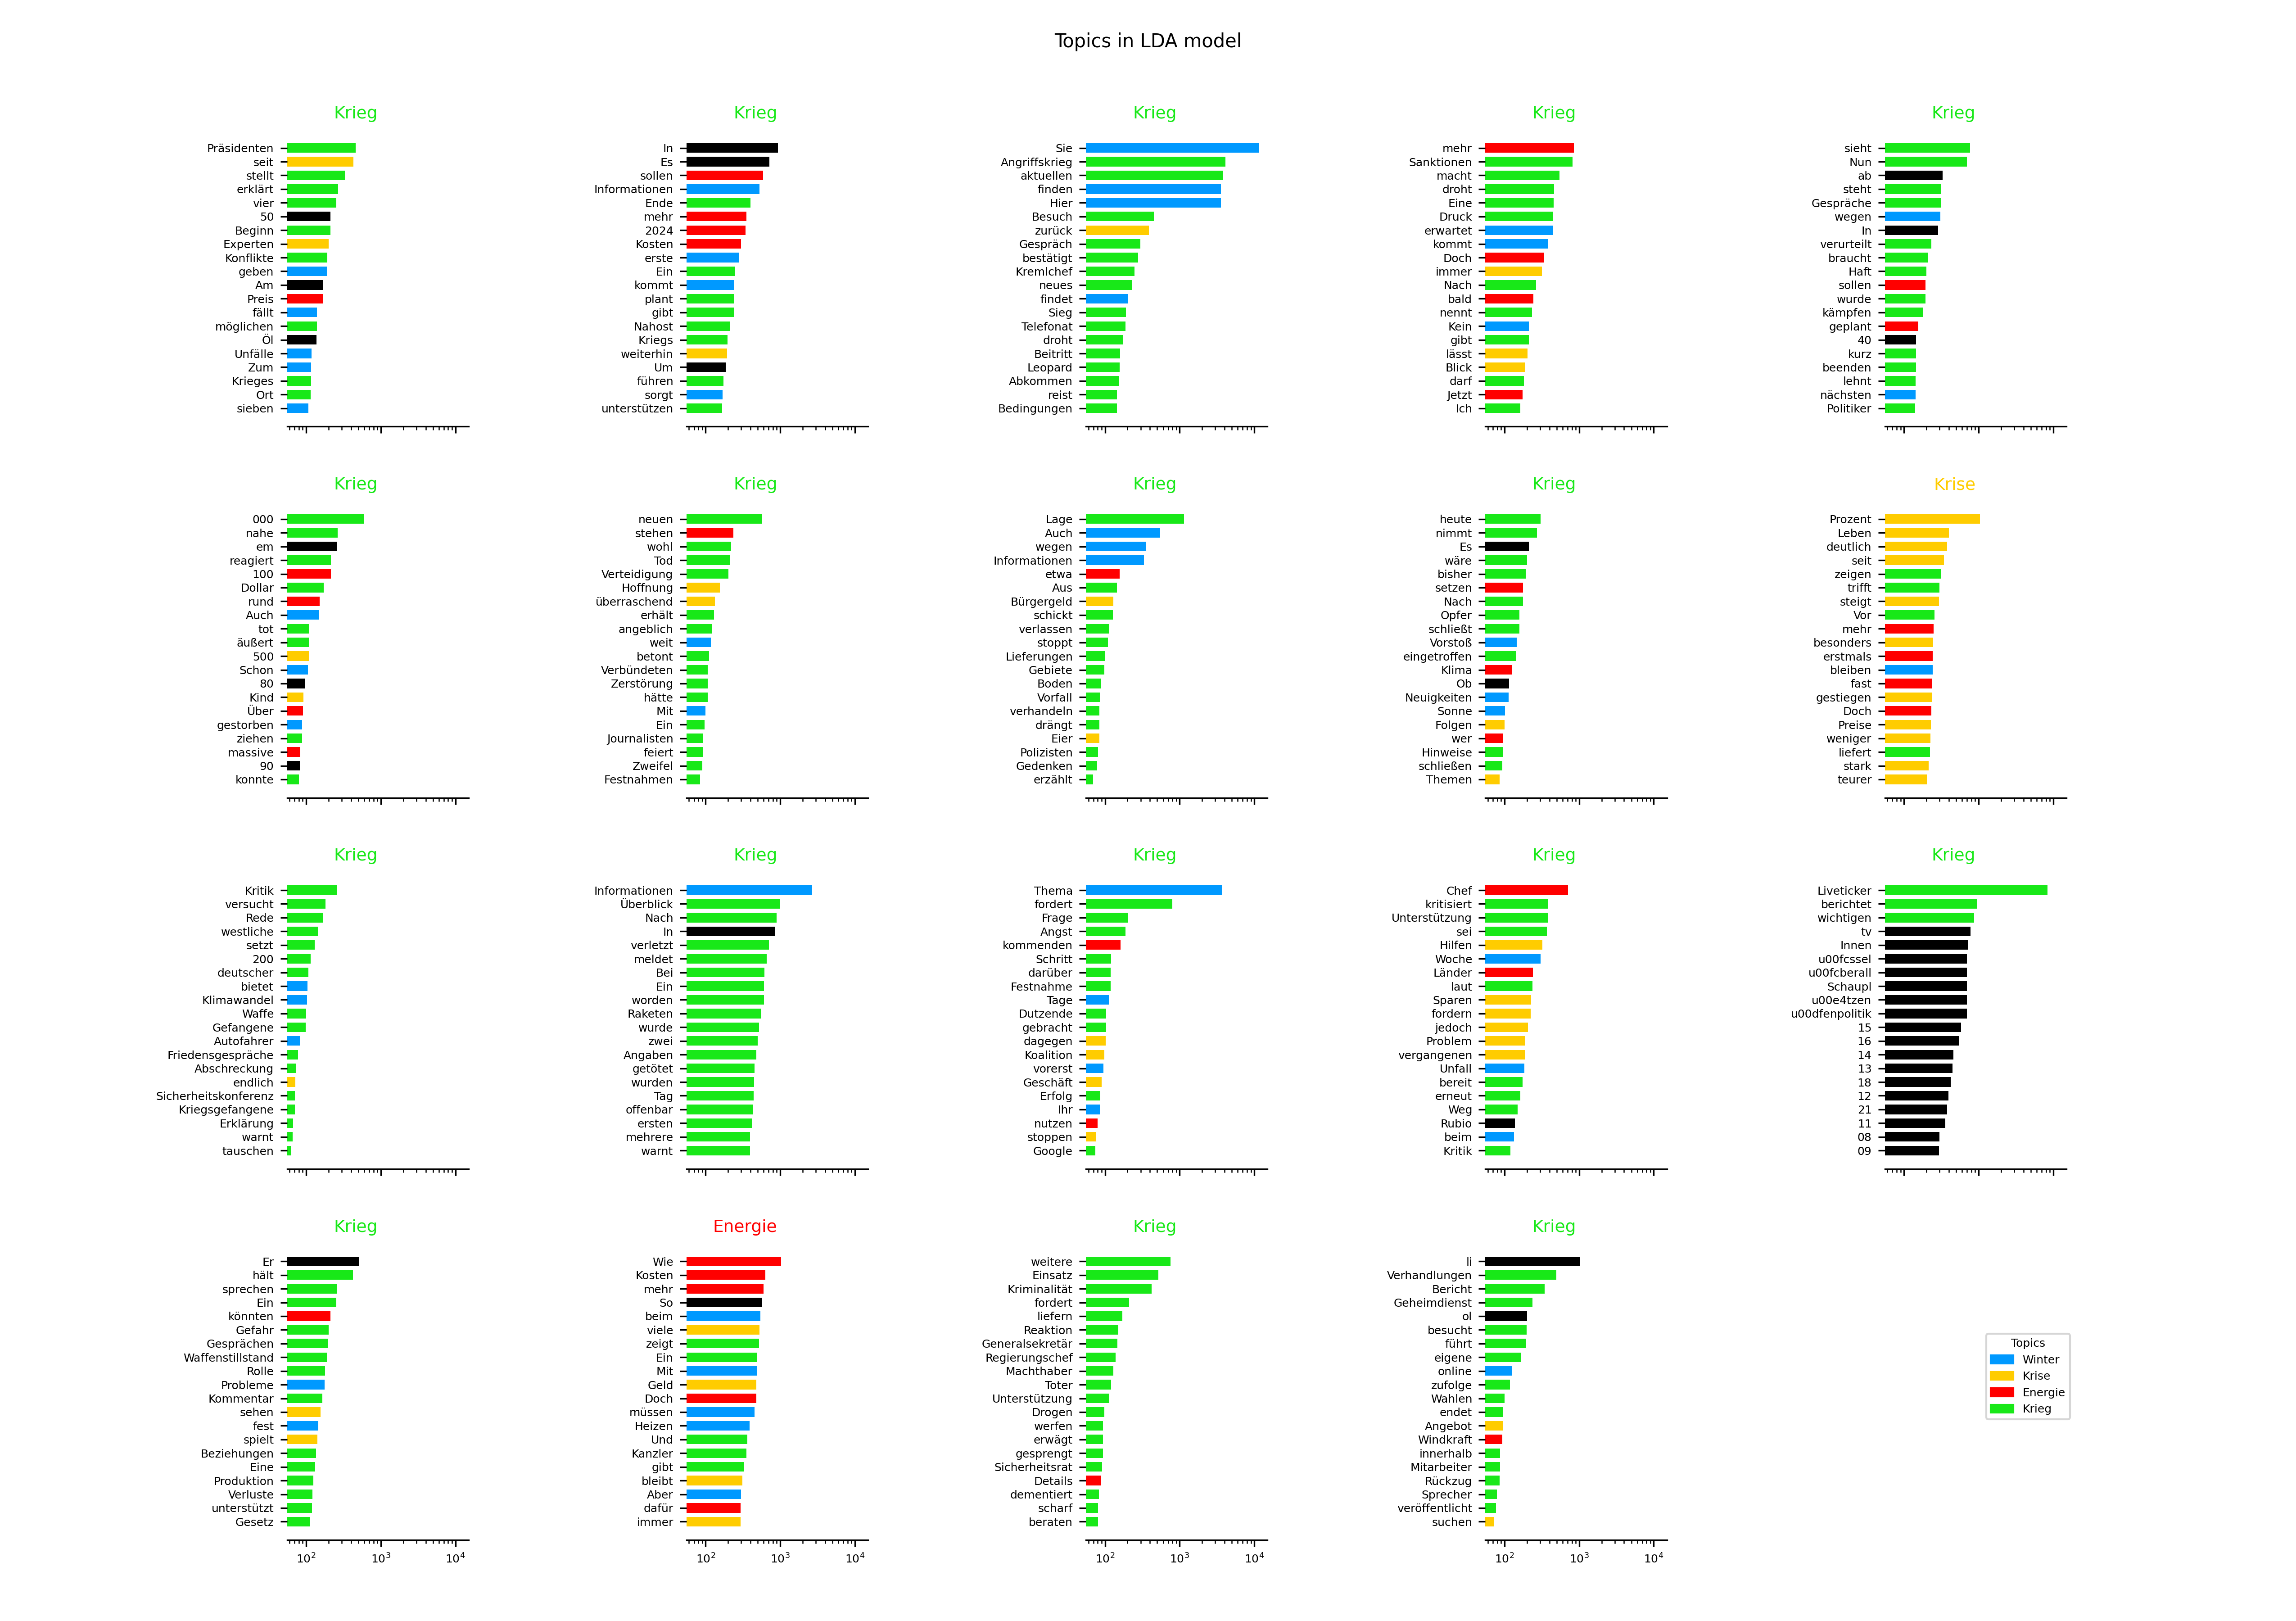 Topics in LDA model
Krieg
Präsidenten
seit
stellt
erklärt
vier
50
Beginn
Experten
Konflikte
geben
Am
Preis
fällt
möglichen
Öl
Unfälle
Zum
Krieges
Ort
sieben
Krieg
In
Es
sollen
Informationen
Ende
mehr
2024
Kosten
erste
Ein
kommt
plant
gibt
Nahost
Kriegs
weiterhin
Um
führen
sorgt
unterstützen
Krieg
Sie
Angriffskrieg
aktuellen
finden
Hier
Besuch
zurück
Gespräch
bestätigt
Kremlchef
neues
findet
Sieg
Telefonat
droht
Beitritt
Leopard
Abkommen
reist
Bedingungen
Krieg
mehr
Sanktionen
macht
droht
Eine
Druck
erwartet
kommt
Doch
immer
Nach
bald
nennt
Kein
gibt
lässt
Blick
darf
Jetzt
Ich
Krieg
sieht
Nun
ab
steht
Gespräche
wegen
In
verurteilt
braucht
Haft
sollen
wurde
kämpfen
geplant
40
kurz
beenden
lehnt
nächsten
Politiker
Krieg
000
nahe
em
reagiert
100
Dollar
rund
Auch
tot
äußert
500
Schon
80
Kind
Über
gestorben
ziehen
massive
90
konnte
Krieg
neuen
stehen
wohl
Tod
Verteidigung
Hoffnung
überraschend
erhält
angeblich
weit
betont
Verbündeten
Zerstörung
hätte
Mit
Ein
Journalisten
feiert
Zweifel
Festnahmen
Krieg
Lage
Auch
wegen
Informationen
etwa
Aus
Bürgergeld
schickt
verlassen
stoppt
Lieferungen
Gebiete
Boden
Vorfall
verhandeln
drängt
Eier
Polizisten
Gedenken
erzählt
Krieg
heute
nimmt
Es
wäre
bisher
setzen
Nach
Opfer
schließt
Vorstoß
eingetroffen
Klima
Ob
Neuigkeiten
Sonne
Folgen
wer
Hinweise
schließen
Themen
Krise
Prozent
Leben
deutlich
seit
zeigen
trifft
steigt
Vor
mehr
besonders
erstmals
bleiben
fast
gestiegen
Doch
Preise
weniger
liefert
stark
teurer
Krieg
Kritik
versucht
Rede
westliche
setzt
200
deutscher
bietet
Klimawandel
Waffe
Gefangene
Autofahrer
Friedensgespräche
Abschreckung
endlich
Sicherheitskonferenz
Kriegsgefangene
Erklärung
warnt
tauschen
Krieg
Informationen
Überblick
Nach
In
verletzt
meldet
Bei
Ein
worden
Raketen
wurde
zwei
Angaben
getötet
wurden
Tag
offenbar
ersten
mehrere
warnt
Krieg
Thema
fordert
Frage
Angst
kommenden
Schritt
darüber
Festnahme
Tage
Dutzende
gebracht
dagegen
Koalition
vorerst
Geschäft
Erfolg
Ihr
nutzen
stoppen
Google
Krieg
Chef
kritisiert
Unterstützung
sei
Hilfen
Woche
Länder
laut
Sparen
fordern
jedoch
Problem
vergangenen
Unfall
bereit
erneut
Weg
Rubio
beim
Kritik
Krieg
Liveticker
berichtet
wichtigen
tv
Innen
u00fcssel
u00fcberall
Schaupl
u00e4tzen
u00dfenpolitik
15
16
14
13
18
12
21
11
08
09
Krieg
Er
hält
sprechen
Ein
könnten
Gefahr
Gesprächen
Waffenstillstand
Rolle
Probleme
Kommentar
sehen
fest
spielt
Beziehungen
Eine
Produktion
Verluste
unterstützt
Gesetz
10² 10³ 10⁴
Energie
Wie
Kosten
mehr
So
beim
viele
zeigt
Ein
Mit
Geld
Doch
müssen
Heizen
Und
Kanzler
gibt
bleibt
Aber
dafür
immer
10² 10³ 10⁴
Krieg
weitere
Einsatz
Kriminalität
fordert
liefern
Reaktion
Generalsekretär
Regierungschef
Machthaber
Toter
Unterstützung
Drogen
werfen
erwägt
gesprengt
Sicherheitsrat
Details
dementiert
scharf
beraten
10² 10³ 10⁴
Krieg
li
Verhandlungen
Bericht
Geheimdienst
ol
besucht
führt
eigene
online
zufolge
Wahlen
endet
Angebot
Windkraft
innerhalb
Mitarbeiter
Rückzug
Sprecher
veröffentlicht
suchen
10² 10³ 10⁴
Topics
Winter
Krise
Energie
Krieg